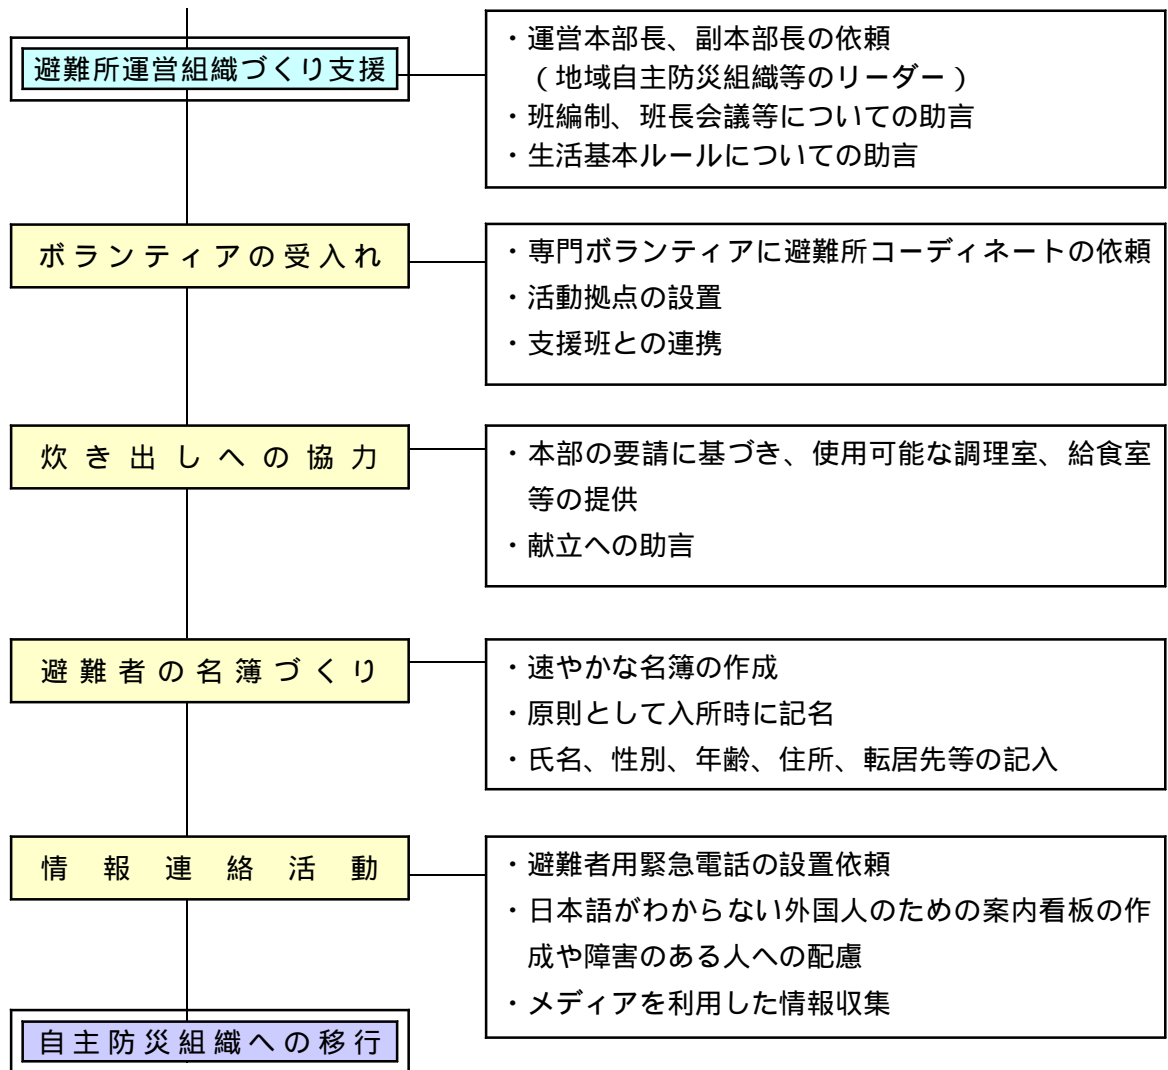 避難所運営組織づくり支援
・運営本部長、副本部長の依頼
（地域自主防災組織等のリーダー）
・班編制、班長会議等についての助言
・生活基本ルールについての助言
ボランティアの受入れ
・専門ボランティアに避難所コーディネートの依頼
・活動拠点の設置
・支援班との連携
炊き出しへの協力
・本部の要請に基づき、使用可能な調理室、給食室
等の提供
・献立への助言
避難者の名簿づくり
・速やかな名簿の作成
・原則として入所時に記名
・氏名、性別、年齢、住所、転居先等の記入
情報連絡活動
・避難者用緊急電話の設置依頼
・日本語がわからない外国人のための案内看板の作
成や障害のある人への配慮
・メディアを利用した情報収集
自主防災組織への移行